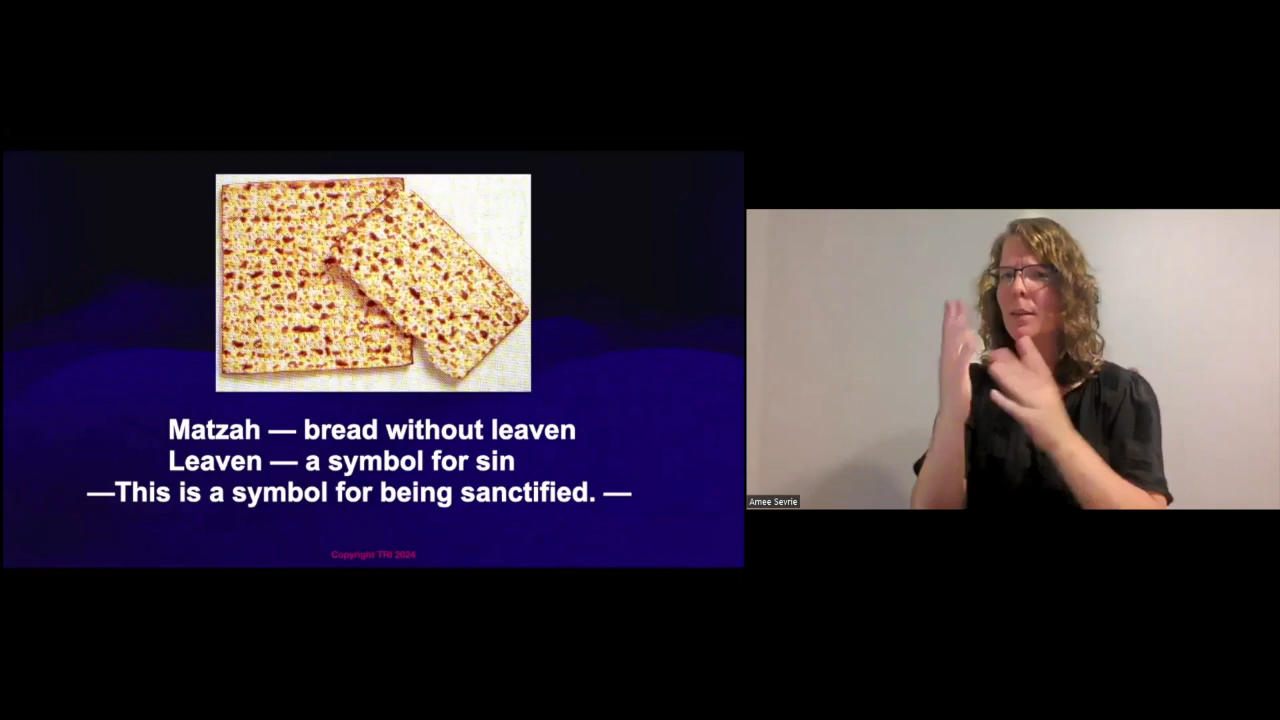 Matzah — bread without leaven
Leaven — a symbol for sin
—This is a symbol for being sanctified. —
Copyright TRI 2024
Amee Sevrie